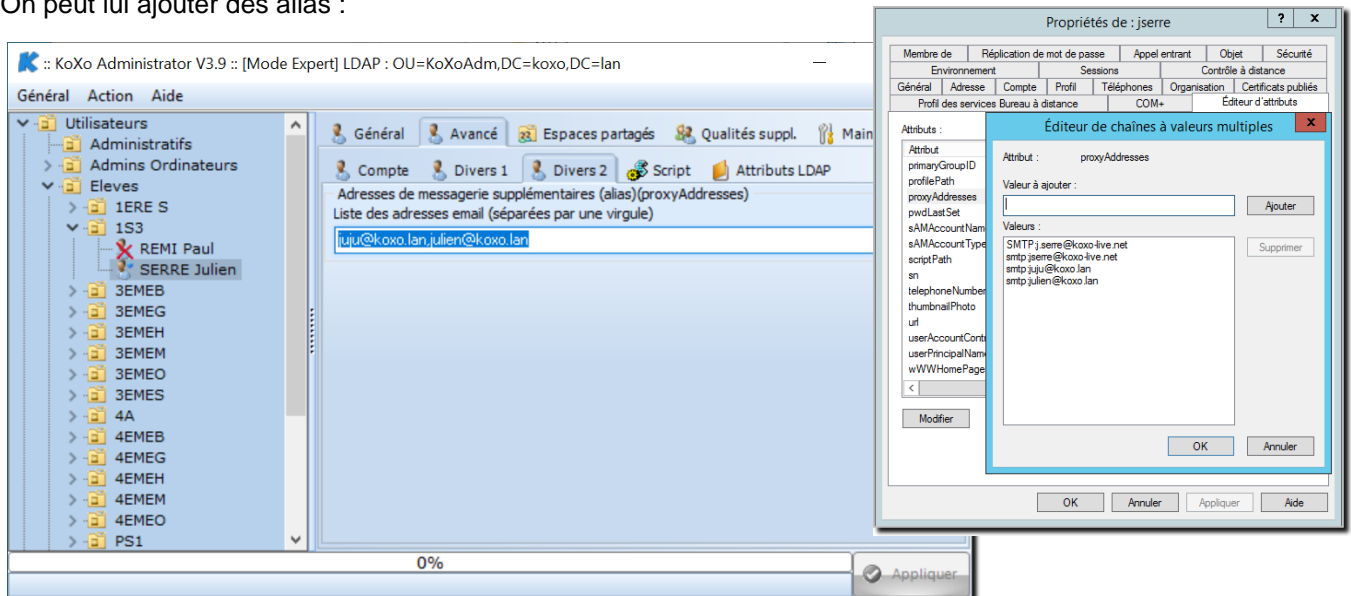 On peut lui ajouter des alias :
:: KoXo Administrator V3.9 :: [Mode Expert] LDAP : OU=KoXoAdm,DC=koxo,DC=lan
Général Action Aide
Utilisateurs
Administratifs
Admins Ordinateurs
Eleves
1ERE S
1S3
REMI Paul
SERRE Julien
3EMEB
3EMEG
3EMEH
3EMEM
3EMEO
3EMES
4A
4EMEB
4EMEG
4EMEH
4EMEM
4EMEO
PS1
Général Avancé Espaces partagés Qualités suppl. Main
Compte Divers 1 Divers 2 Script Attributs LDAP
Adresses de messagerie supplémentaires (alias)(proxyAddresses)
Liste des adresses email (séparées par une virgule)
juju@koxo.lan,julien@koxo.lan
0%
Appliquer
Propriétés de : jserre ? x
Membre de Réplication de mot de passe Appel entrant Objet Sécurité
Environnement Sessions Contrôle à distance
Général Adresse Compte Profil Téléphones Organisation Certificats publiés
Profil des services Bureau à distance COM+ Éditeur d'attributs
Attributs :
Attribut
primaryGroupID
profilePath
proxyAddresses
pwdLastSet
sAMAccountNam
sAMAccountType
scriptPath
sn
telephoneNumber
thumbnailPhoto
url
userAccountContr
userPrincipalName
wWWHomePage
Modifier
Éditeur de chaînes à valeurs multiples x
Attribut : proxyAddresses
Valeur à ajouter :
Ajouter
Valeurs :
SMTP:j.serre@koxo-live.net
smtp:jserre@koxo-live.net
smtp:juju@koxo.lan
smtp:julien@koxo.lan
Supprimer
OK Annuler
OK Annuler Appliquer Aide